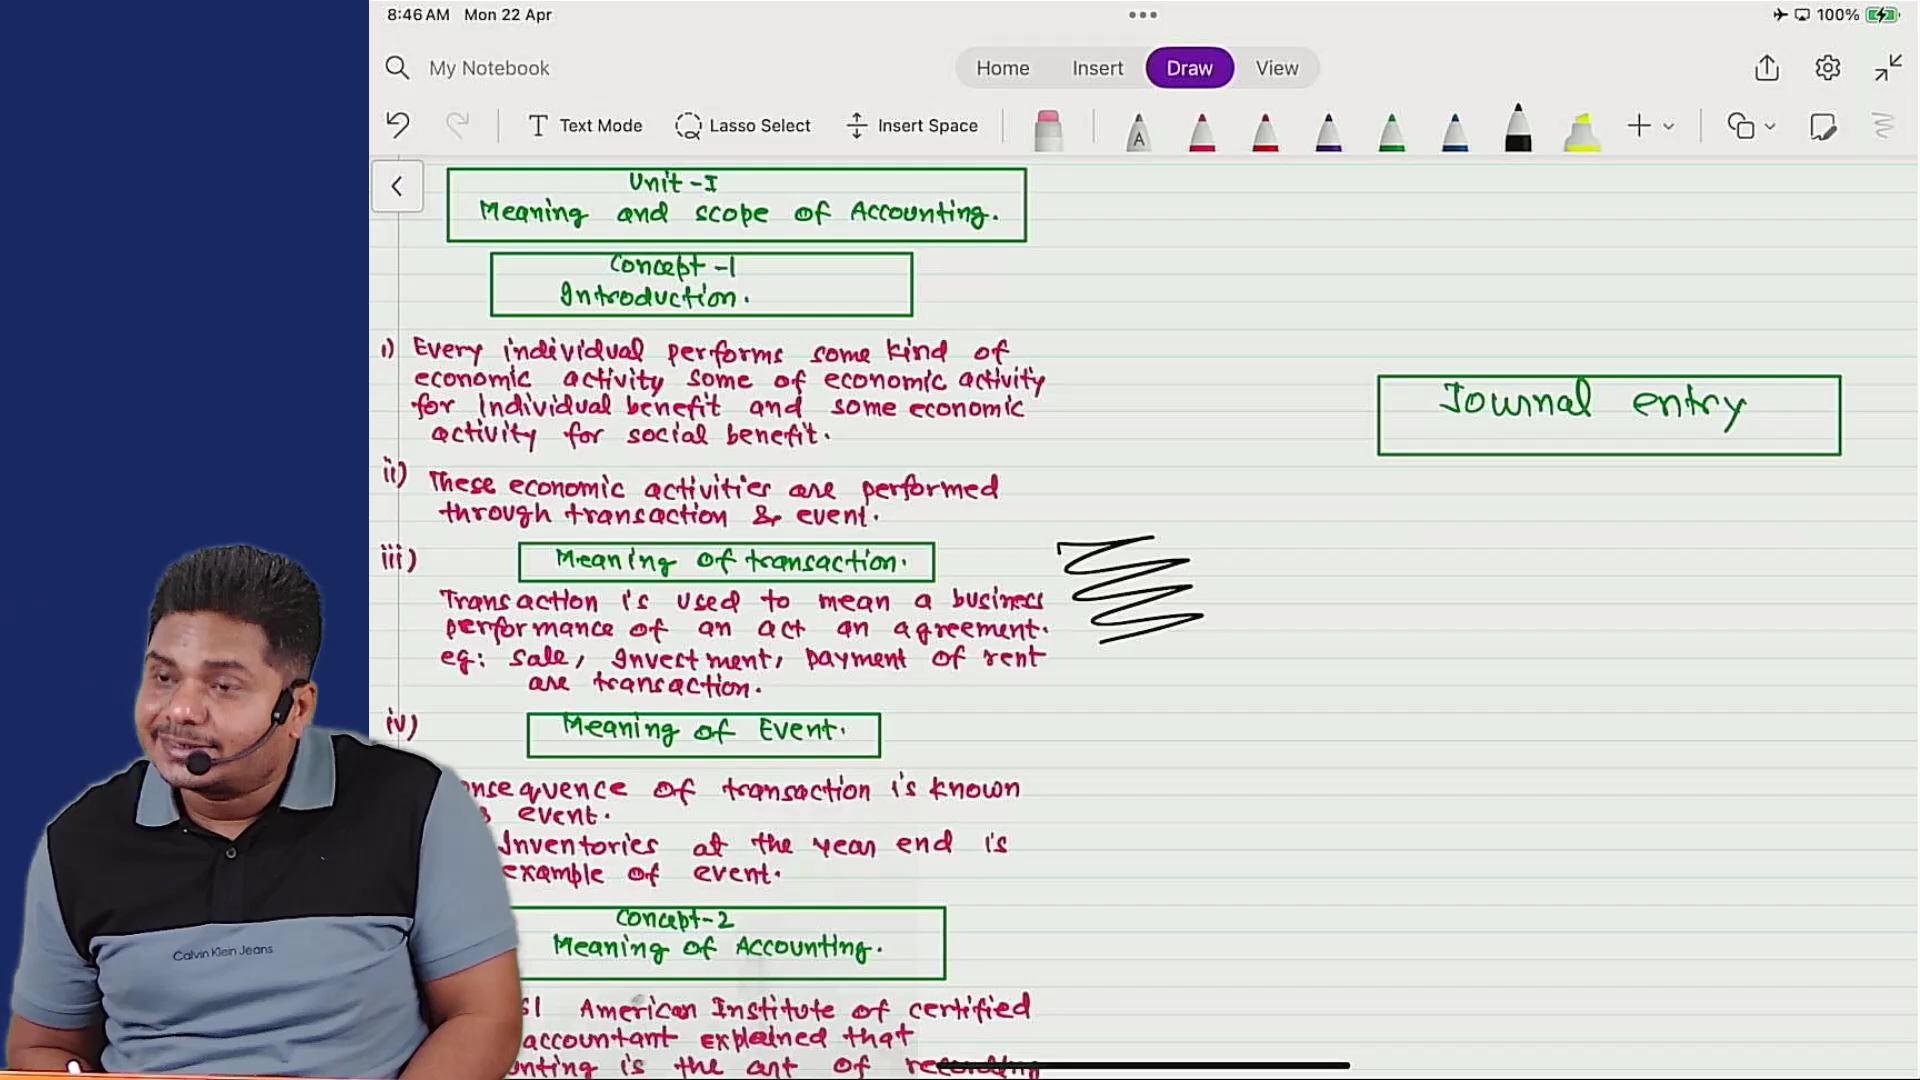 8:46 AM Mon 22 Apr
100%
My Notebook
Home Insert Draw View
Text Mode Lasso Select Insert Space
A
Unit - I
Meaning and scope of Accounting.
Concept - 1
Introduction.
i) Every individual performs some kind of
economic activity some of economic activity
for Individual benefit and some economic
activity for social benefit.
Journal entry
ii) These economic activities are performed
through transaction & event.
iii) Meaning of transaction.
Transaction is used to mean a business
performance of an act an agreement.
eg: Sale, Investment, payment of rent
are transaction.
iv) Meaning of Event.
of transaction is known
event.
Inventories at the year end is
example of event.
Concept - 2
Meaning of Accounting.
American Institute of certified
accountant explained that
is the art of recording
Calvin Klein Jeans